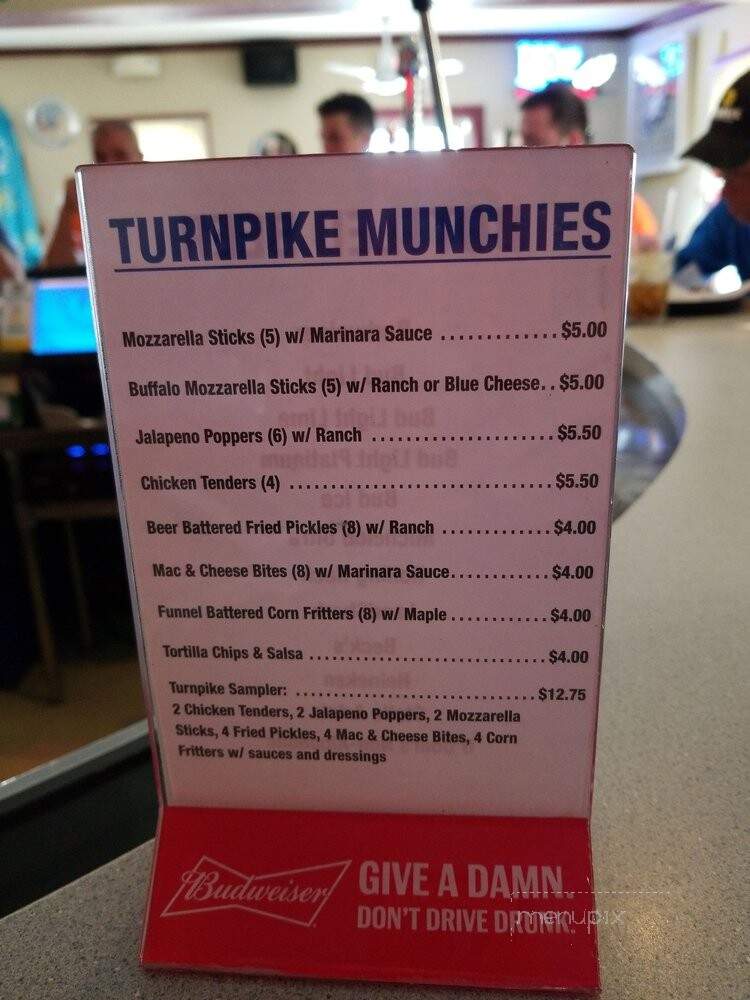 TURNPIKE MUNCHIES
Mozzarella Sticks (5) w/ Marinara Sauce ............. $5.00
Buffalo Mozzarella Sticks (5) w/ Ranch or Blue Cheese.. $5.00
Jalapeno Poppers (6) w/ Ranch .................... $5.50
Chicken Tenders (4) ............................. $5.50
Beer Battered Fried Pickles (8) w/ Ranch ............ $4.00
Mac & Cheese Bites (8) w/ Marinara Sauce........... $4.00
Funnel Battered Corn Fritters (8) w/ Maple ........... $4.00
Tortilla Chips & Salsa ........................... $4.00
Turnpike Sampler: ............................ $12.75
2 Chicken Tenders, 2 Jalapeno Poppers, 2 Mozzarella
Sticks, 4 Fried Pickles, 4 Mac & Cheese Bites, 4 Corn
Fritters w/ sauces and dressings
Budweiser
GIVE A DAMN.
DON'T DRIVE DRUNK.
menupix